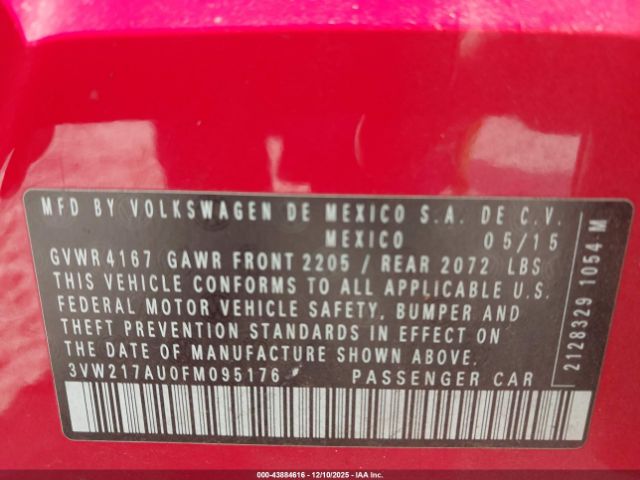 MFD BY VOLKSWAGEN DE MEXICO S.A. DE C.V.
MEXICO 05/15
GVWR 4167 GAWR FRONT 2205 / REAR 2072 LBS
THIS VEHICLE CONFORMS TO ALL APPLICABLE U.S.
FEDERAL MOTOR VEHICLE SAFETY, BUMPER AND
THEFT PREVENTION STANDARDS IN EFFECT ON
THE DATE OF MANUFACTURE SHOWN ABOVE.
3VW217AU0FM095176 PASSENGER CAR
2128329 1054 M
000-43884616 - 12/10/2025 - IAA Inc.